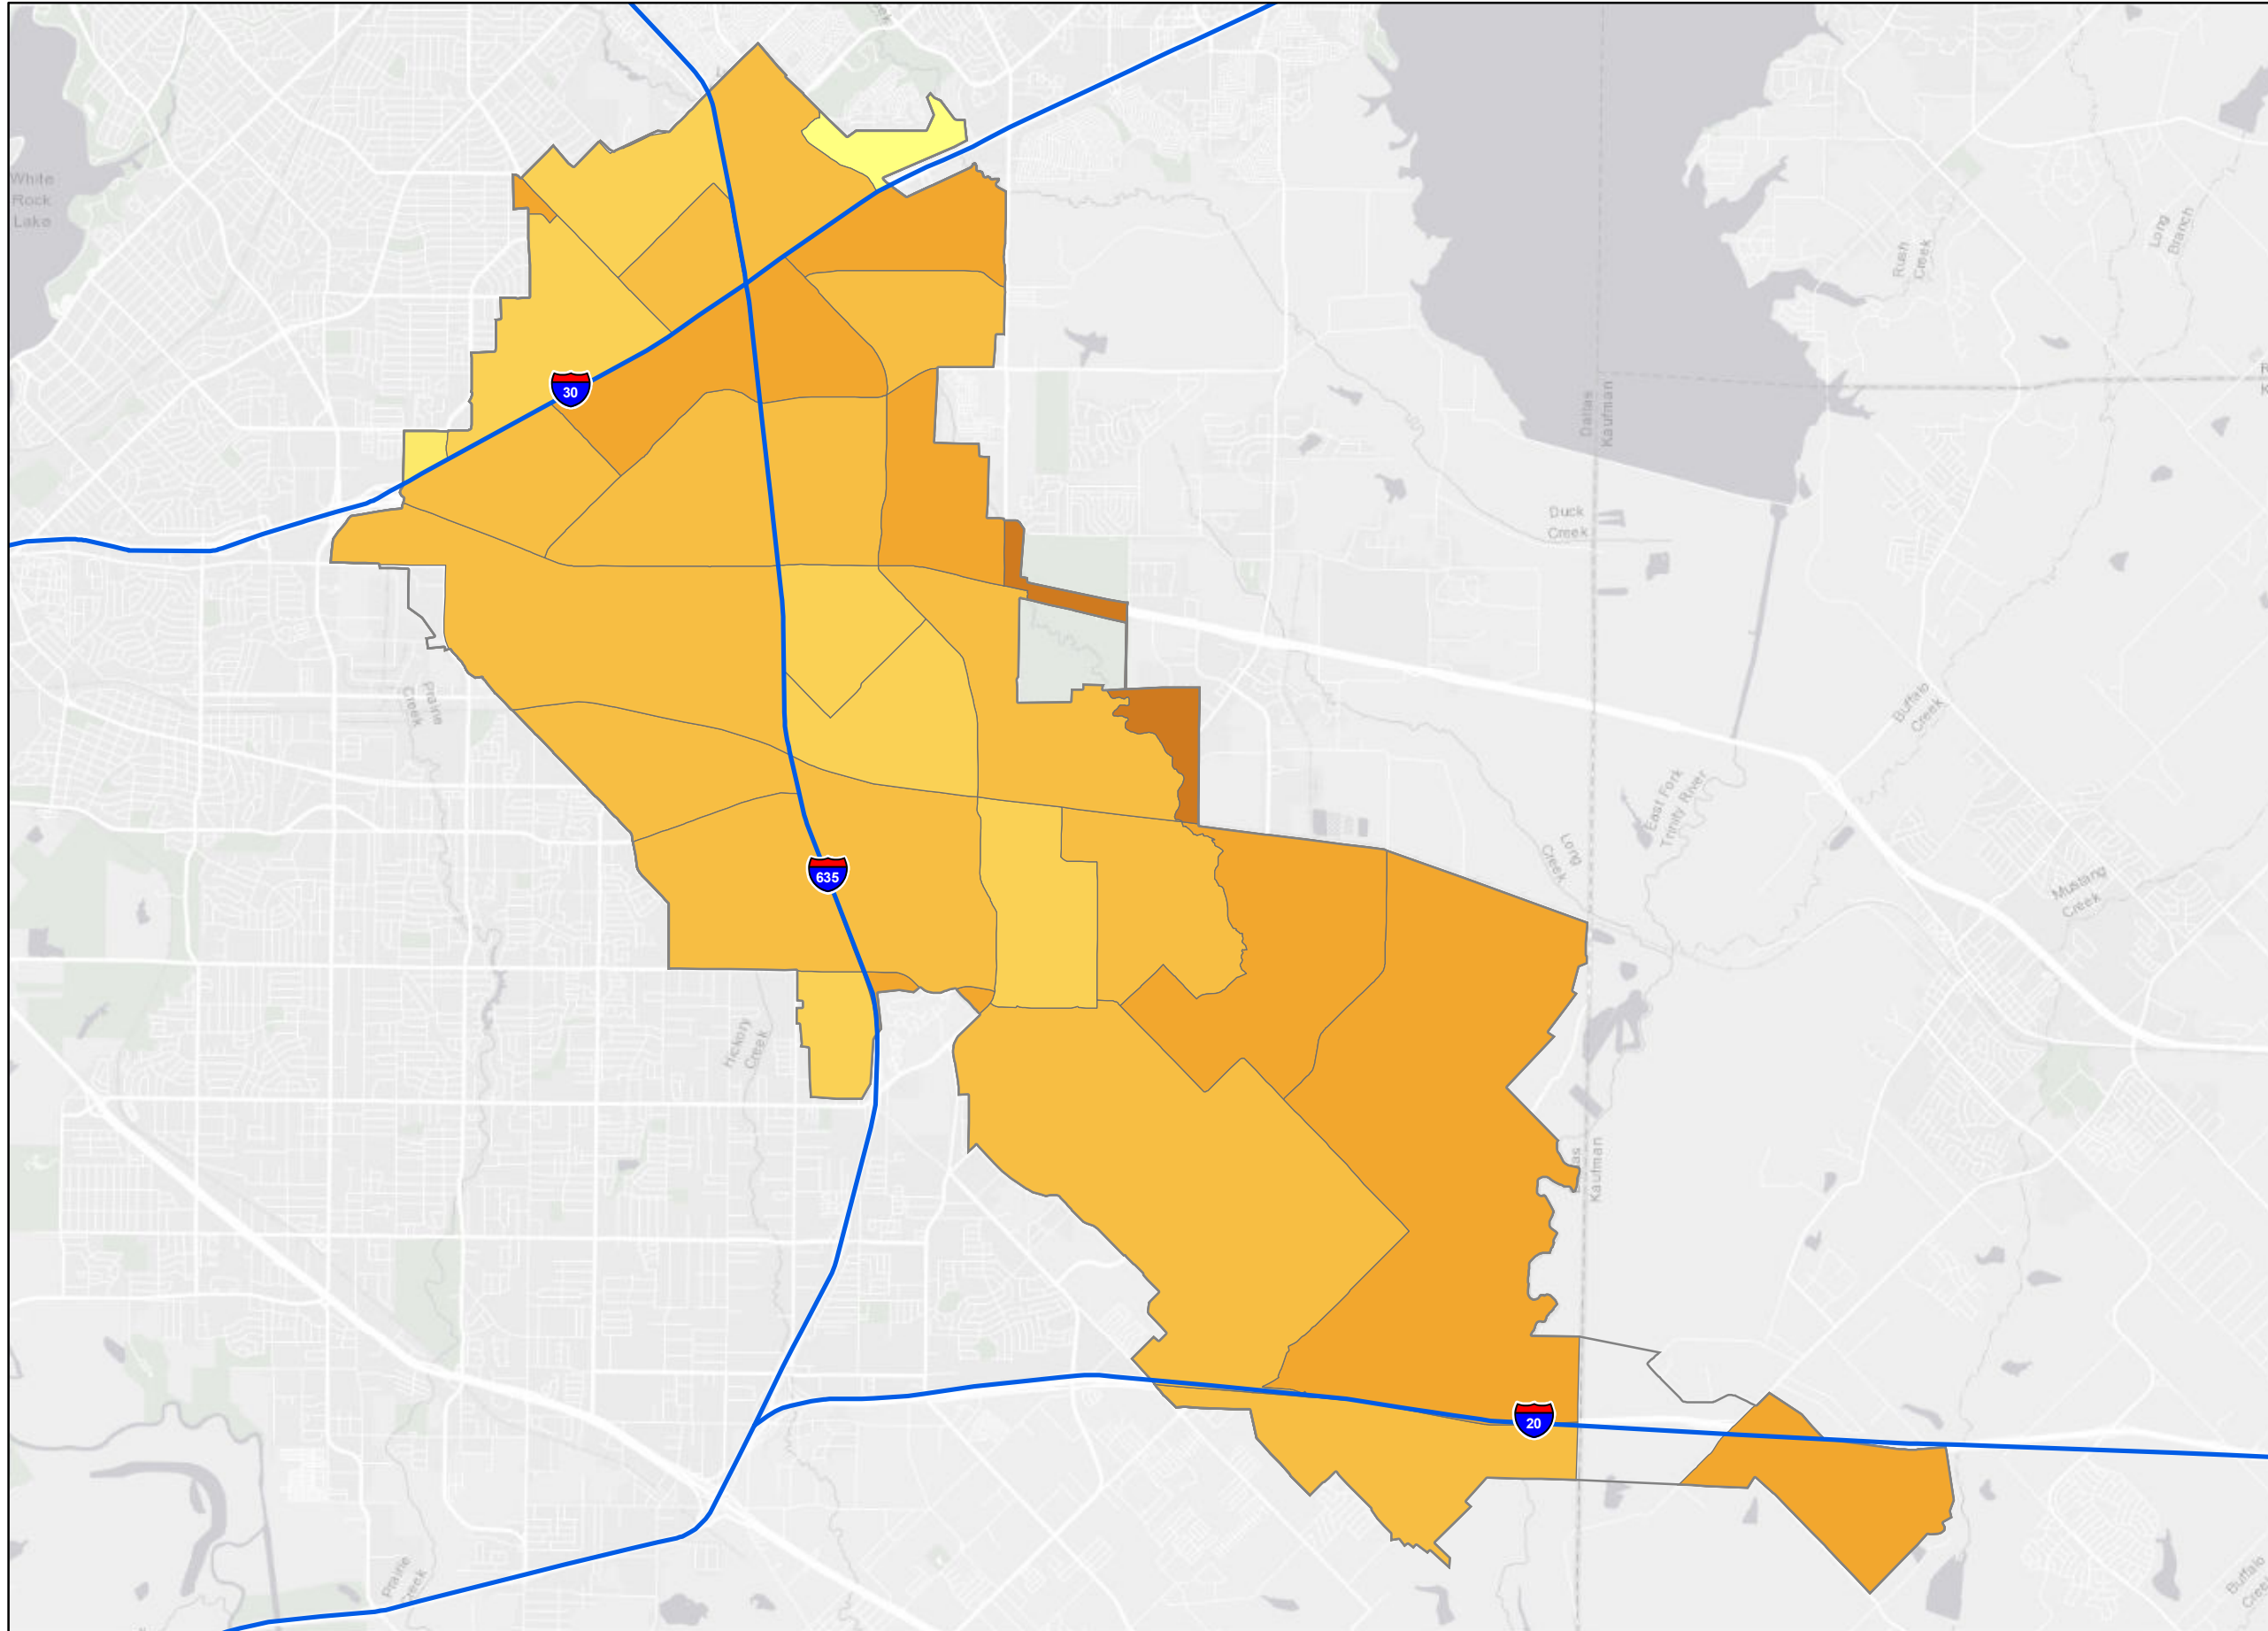 White
Rock
Lake
Long
Branch
Rush
Creek
30
Dallas
Kaufman
Duck
Creek
Prairie
Creek
Buffalo
Creek
East Fork
Trinity River
Long
Creek
635
Mustang
Creek
Hickory
Creek
Kaufman
20
Prairie
Creek
Buffalo